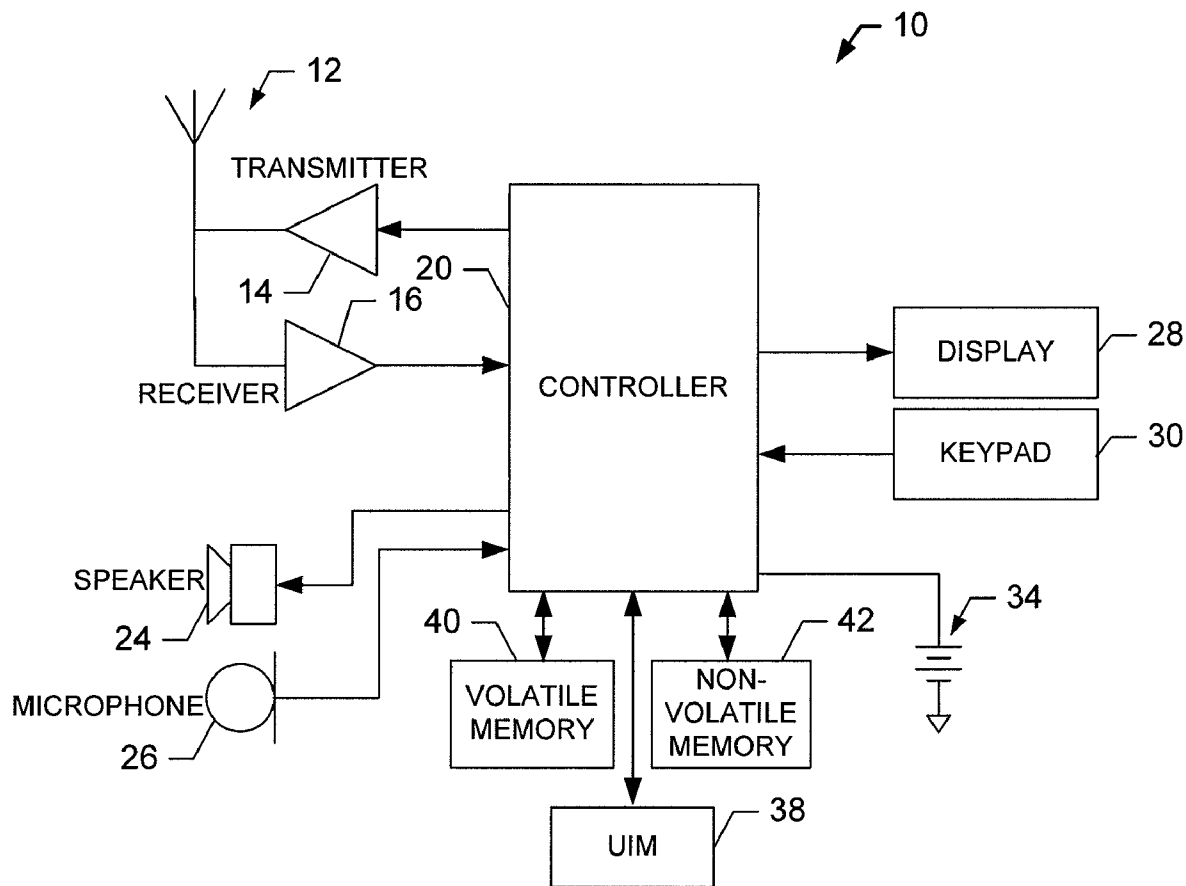 10
12
TRANSMITTER
14
20
16
RECEIVER
CONTROLLER
DISPLAY
28
KEYPAD
30
SPEAKER
24
MICROPHONE
26
40
VOLATILE
MEMORY
42
NON-
VOLATILE
MEMORY
34
UIM
38